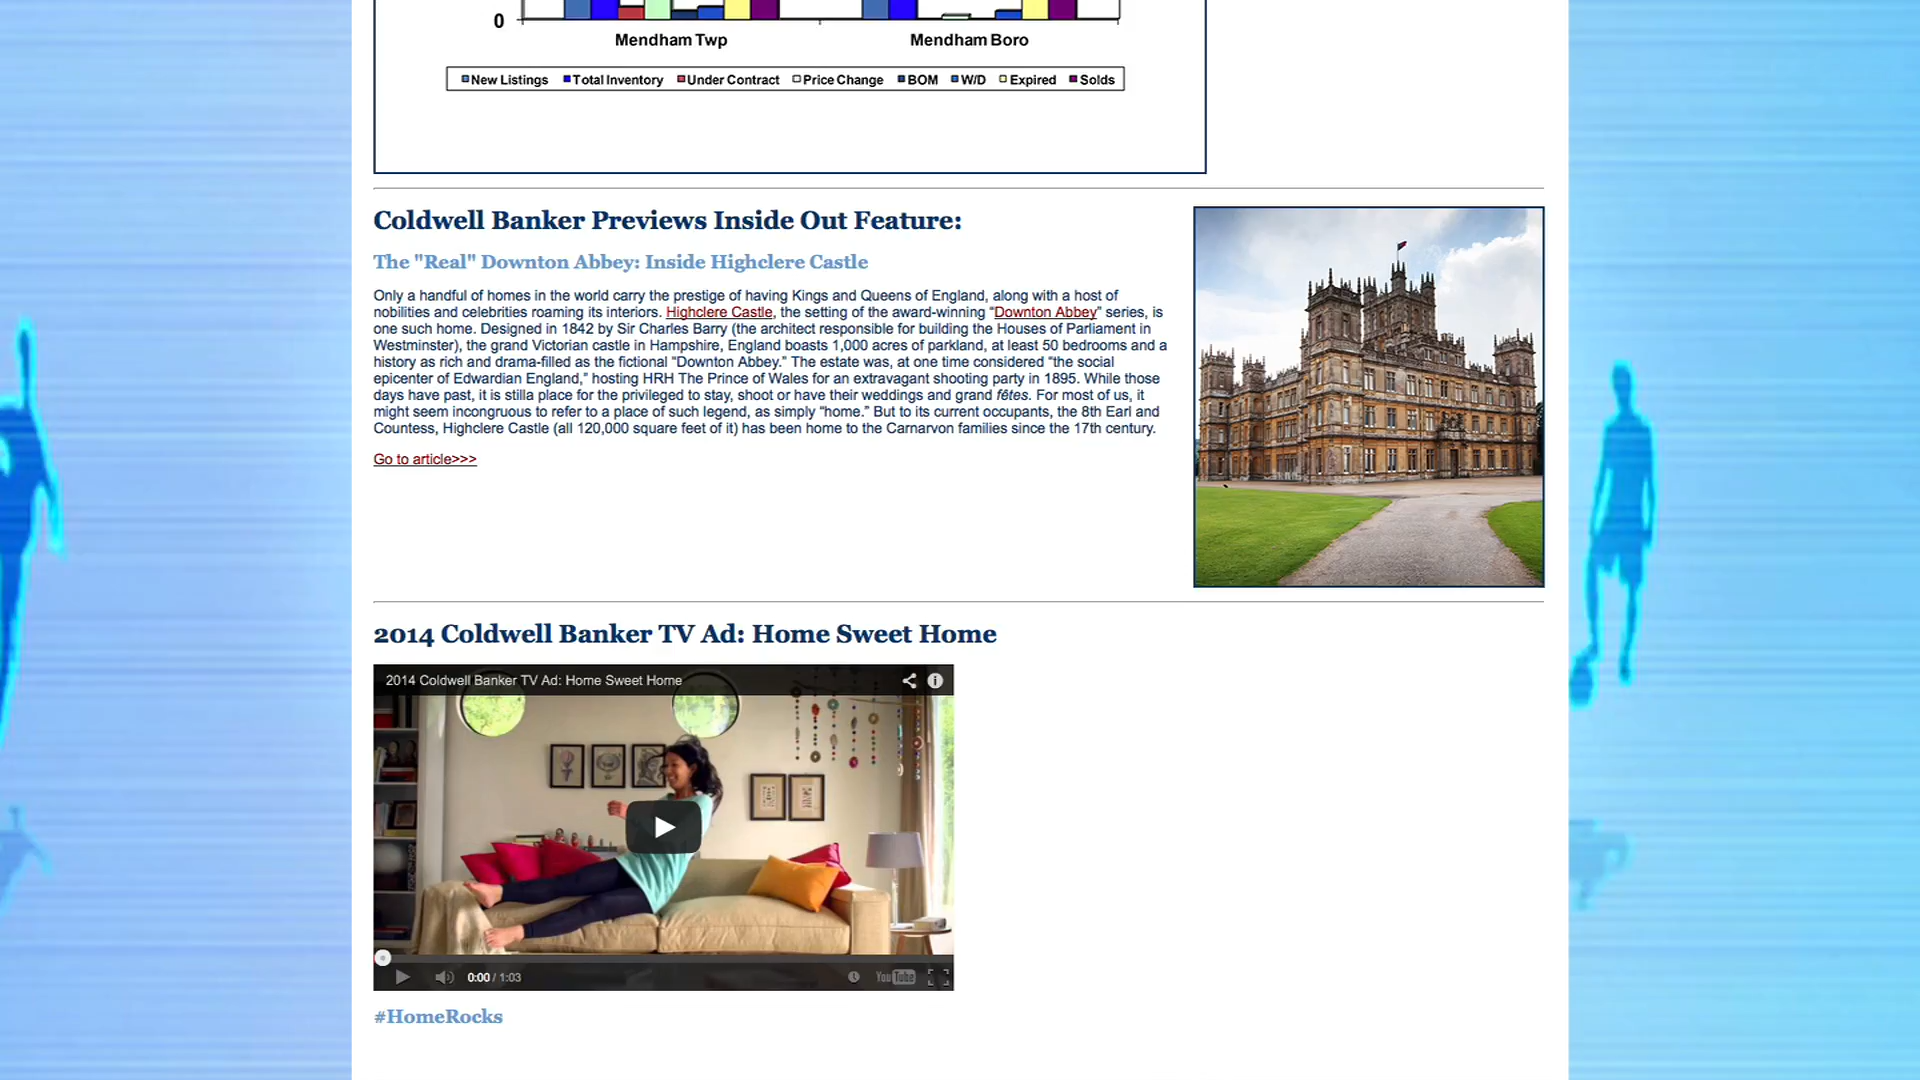 0
Mendham Twp Mendham Boro
New Listings Total Inventory Under Contract Price Change BOM W/D Expired Solds
Coldwell Banker Previews Inside Out Feature:
The "Real" Downton Abbey: Inside Highclere Castle
Only a handful of homes in the world carry the prestige of having Kings and Queens of England, along with a host of
nobilities and celebrities roaming its interiors. Highclere Castle, the setting of the award-winning “Downton Abbey” series, is
one such home. Designed in 1842 by Sir Charles Barry (the architect responsible for building the Houses of Parliament in
Westminster), the grand Victorian castle in Hampshire, England boasts 1,000 acres of parkland, at least 50 bedrooms and a
history as rich and drama-filled as the fictional “Downton Abbey.” The estate was, at one time considered “the social
epicenter of Edwardian England,” hosting HRH The Prince of Wales for an extravagant shooting party in 1895. While those
days have past, it is stilla place for the privileged to stay, shoot or have their weddings and grand fêtes. For most of us, it
might seem incongruous to refer to a place of such legend, as simply “home.” But to its current occupants, the 8th Earl and
Countess, Highclere Castle (all 120,000 square feet of it) has been home to the Carnarvon families since the 17th century.
Go to article>>>
2014 Coldwell Banker TV Ad: Home Sweet Home
2014 Coldwell Banker TV Ad: Home Sweet Home
0:00 / 1:03 YouTube
#HomeRocks